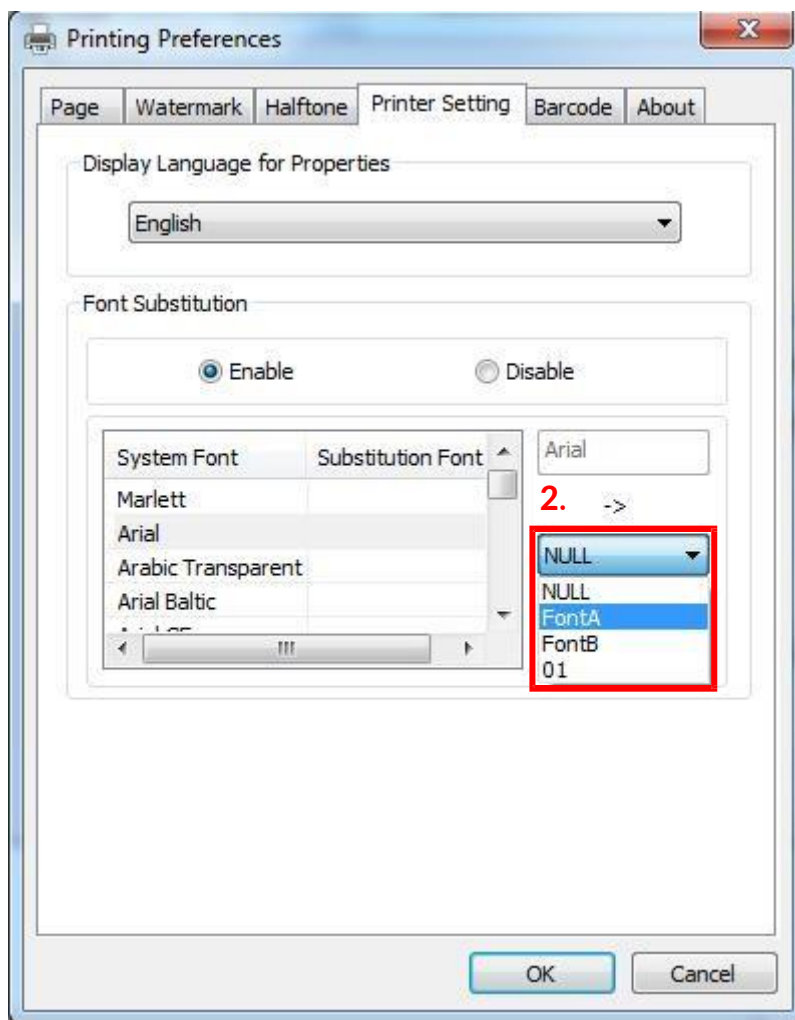 Printing Preferences
Page Watermark Halftone Printer Setting Barcode About
Display Language for Properties
English
Font Substitution
Enable Disable
System Font Substitution Font
Marlett
Arial
Arabic Transparent
Arial Baltic
Arial
2. ->
NULL
NULL
FontA
FontB
01
OK Cancel